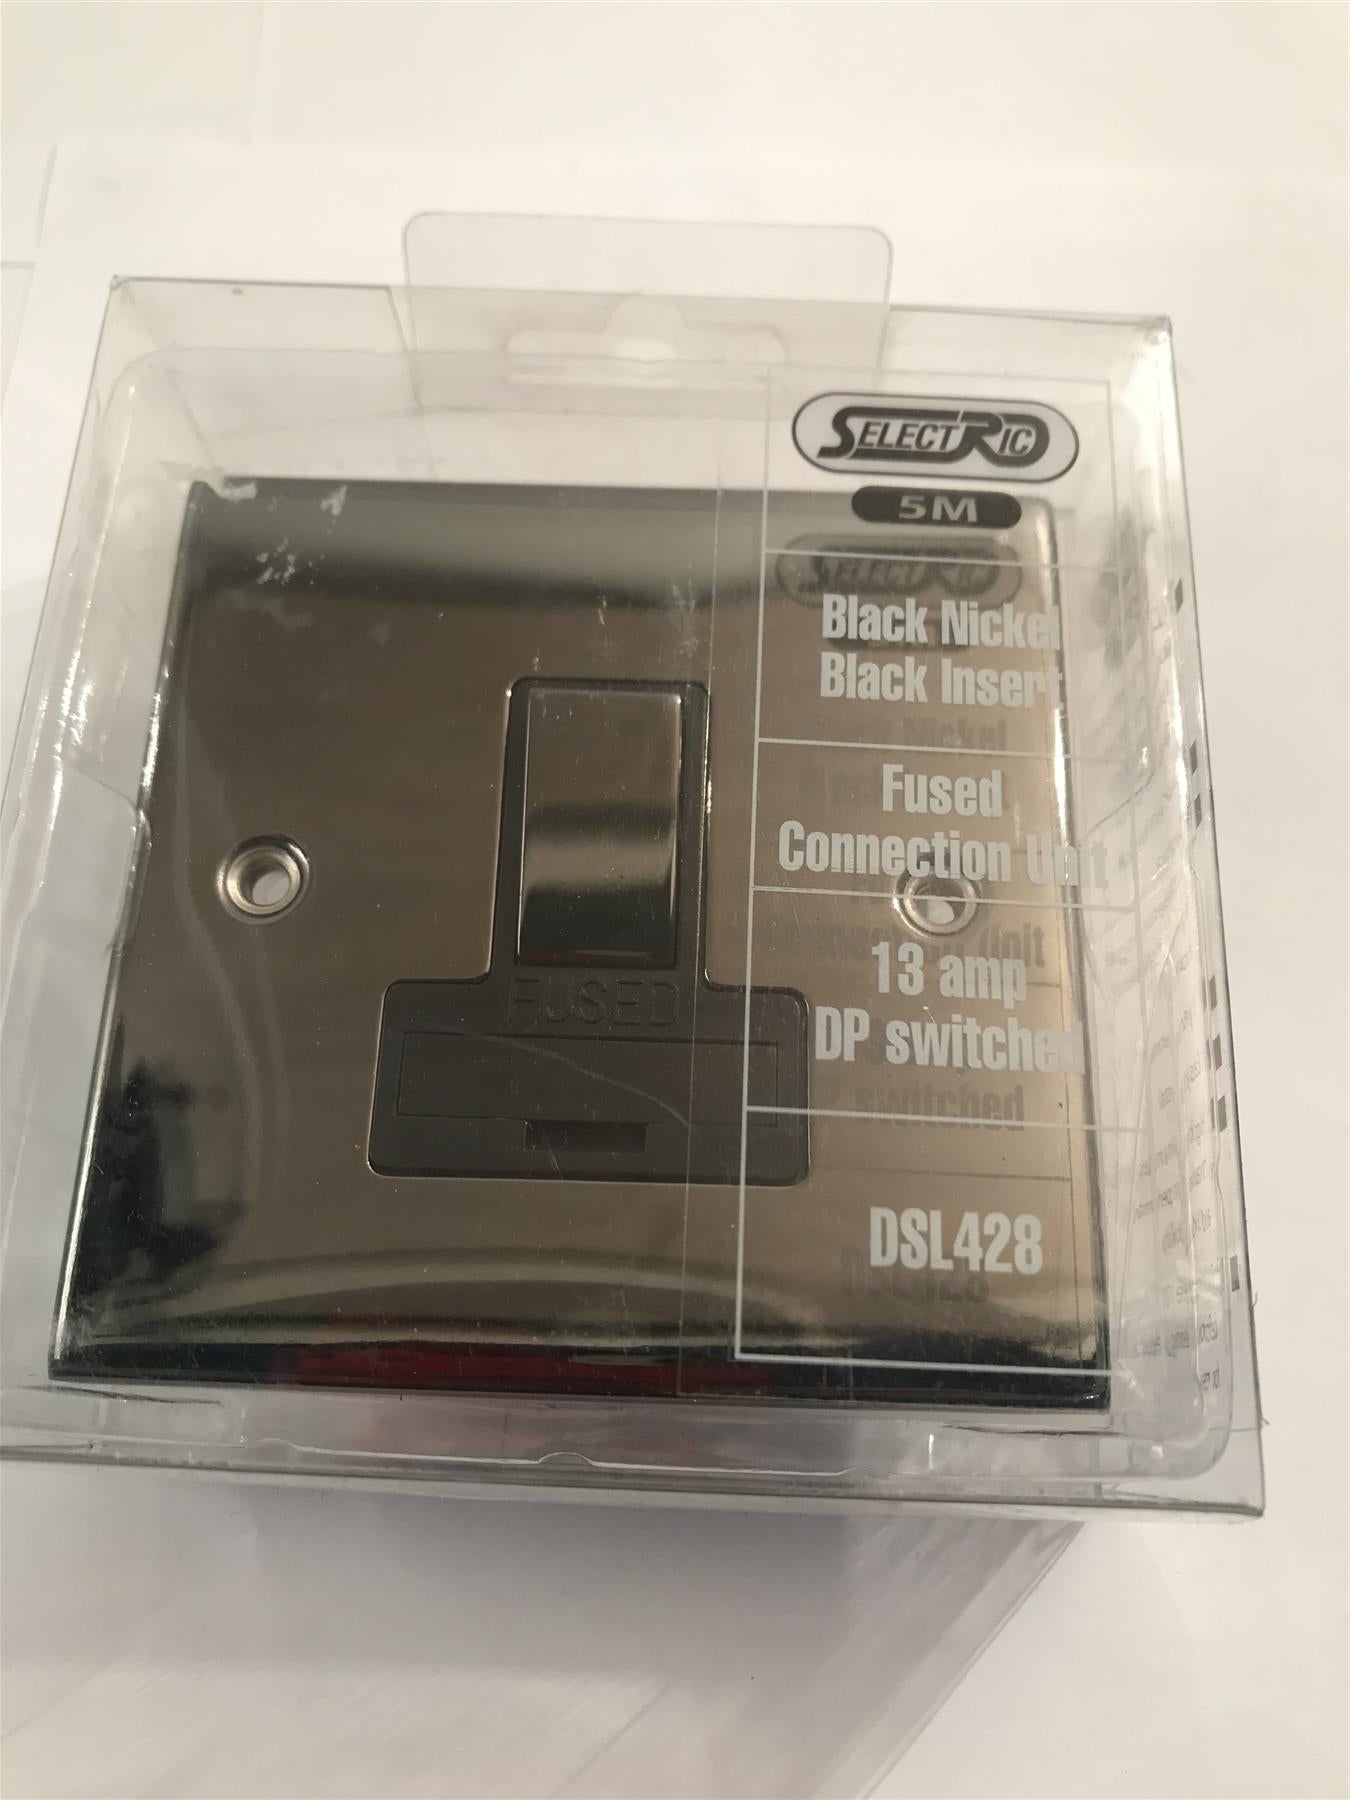 SELECTRIC
5M
Black Nickel
Black Insert
Fused
Connection Unit
13 amp
DP switched
DSL428
FUSED